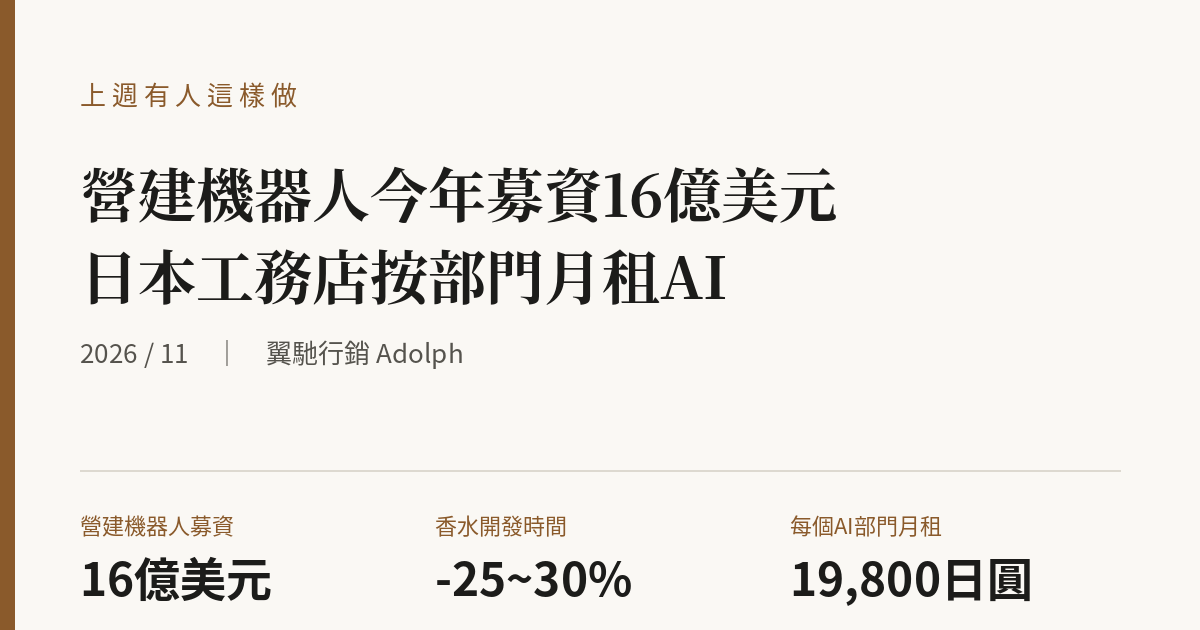 上週有人這樣做
營建機器人今年募資16億美元
日本工務店按部門月租AI
2026 / 11 ｜ 翼馳行銷 Adolph
營建機器人募資
16億美元
香水開發時間
-25~30%
每個AI部門月租
19,800日圓